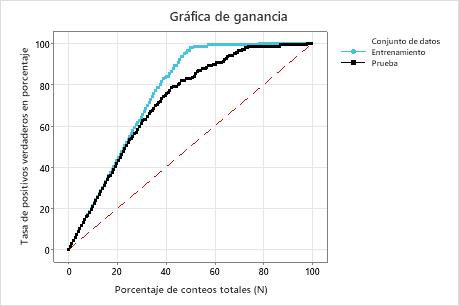 Gráfica de ganancia
Conjunto de datos
Entrenamiento
Prueba
Tasa de positivos verdaderos en porcentaje
100
80
60
40
20
0
0 20 40 60 80 100
Porcentaje de conteos totales (N)